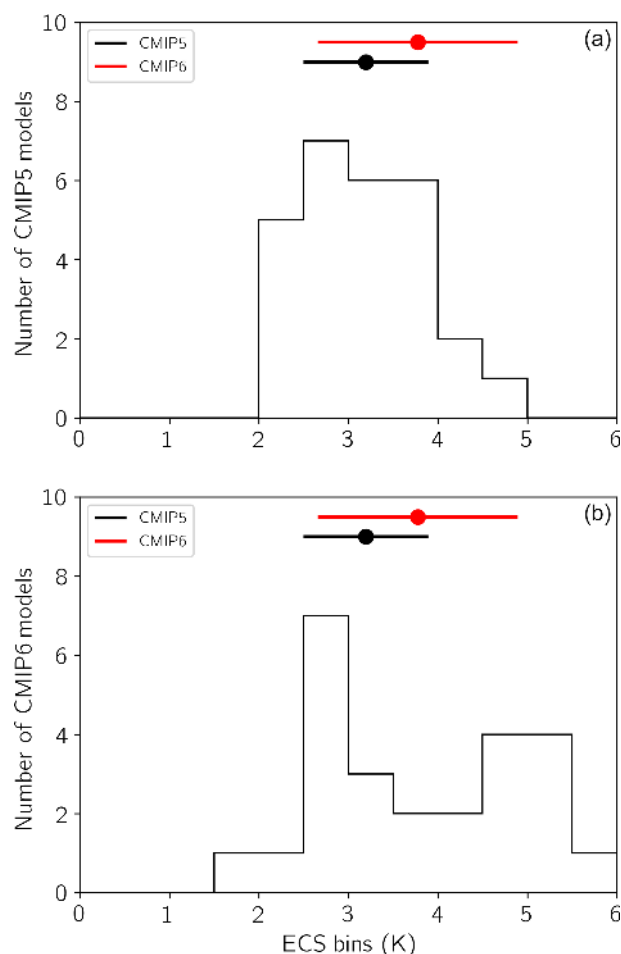 10
(a)
CMIP5
CMIP6
8
6
4
2
0
Number of CMIP5 models
0 1 2 3 4 5 6
10
(b)
CMIP5
CMIP6
8
6
4
2
0
Number of CMIP6 models
0 1 2 3 4 5 6
ECS bins (K)